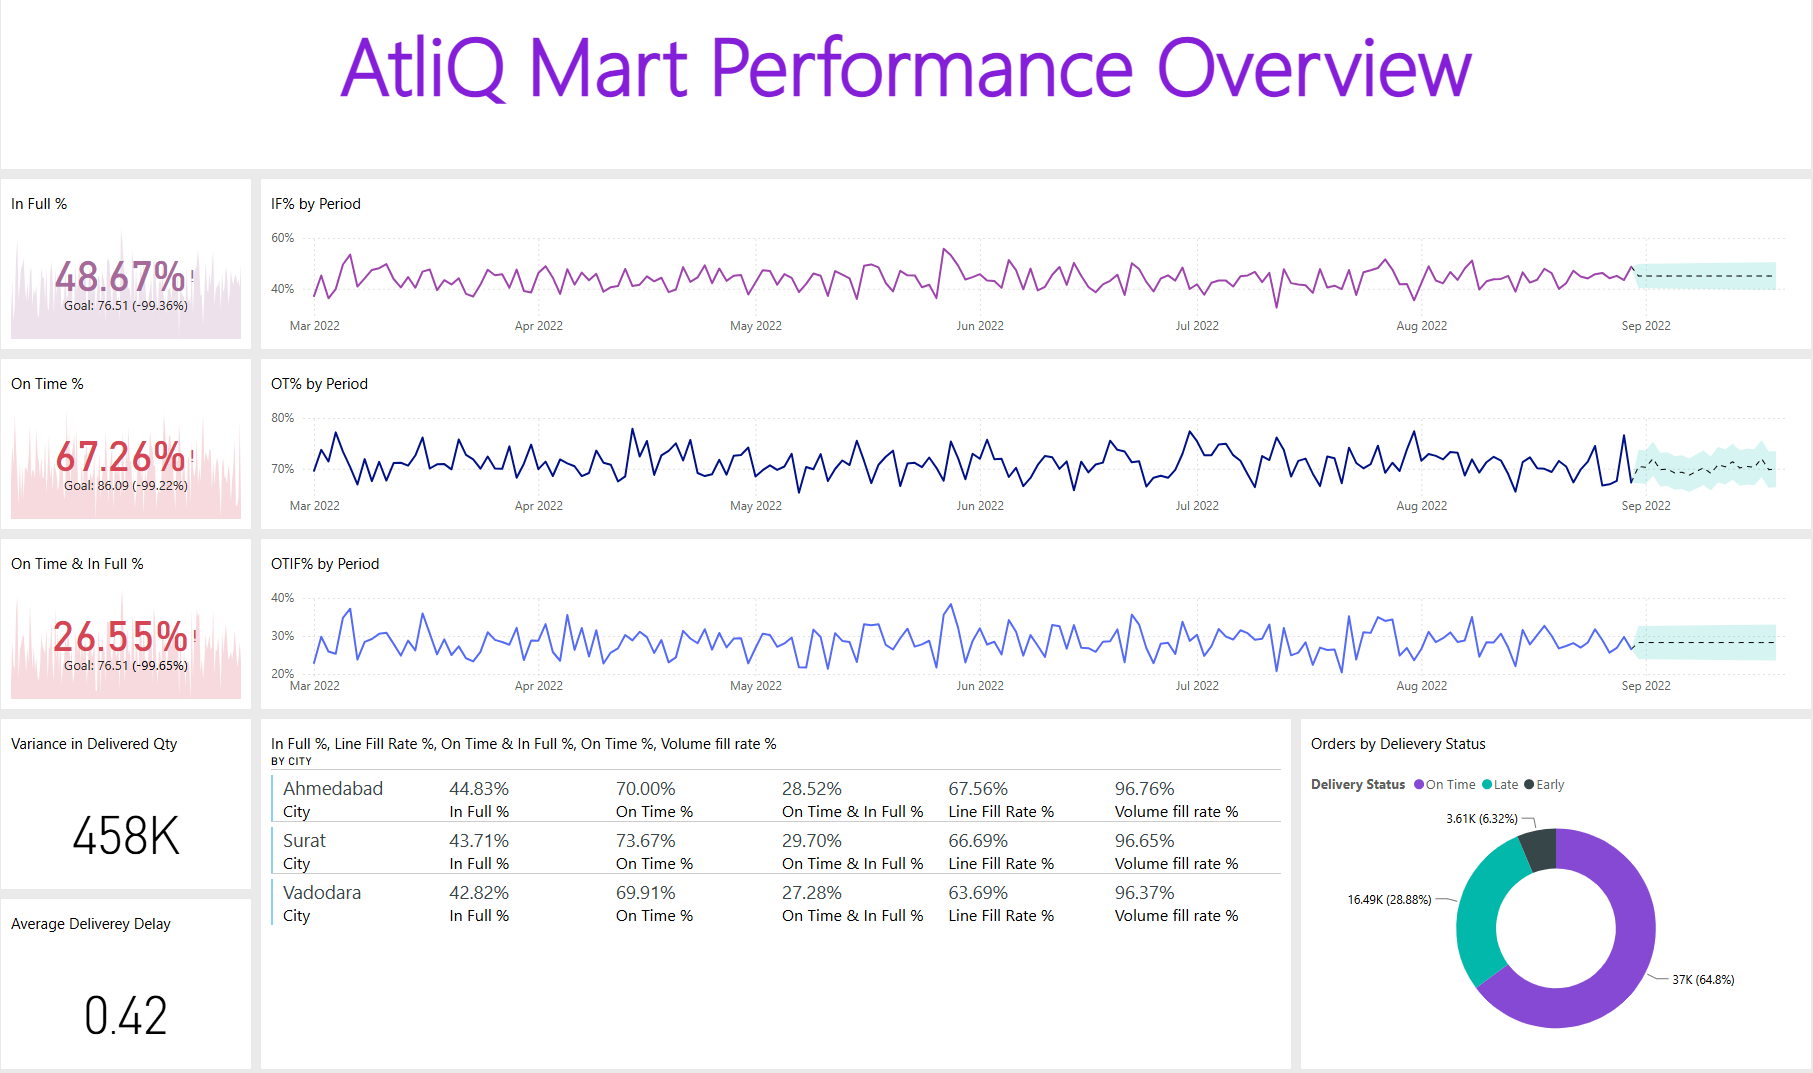 AtliQ Mart Performance Overview
In Full %
48.67%!
Goal: 76.51 (-99.36%)
IF% by Period
60%
40%
Mar 2022 Apr 2022 May 2022 Jun 2022 Jul 2022 Aug 2022 Sep 2022
On Time %
67.26%!
Goal: 86.09 (-99.22%)
OT% by Period
80%
70%
Mar 2022 Apr 2022 May 2022 Jun 2022 Jul 2022 Aug 2022 Sep 2022
On Time & In Full %
26.55%!
Goal: 76.51 (-99.65%)
OTIF% by Period
40%
30%
20%
Mar 2022 Apr 2022 May 2022 Jun 2022 Jul 2022 Aug 2022 Sep 2022
Variance in Delivered Qty
458K
Average Deliverey Delay
0.42
In Full %, Line Fill Rate %, On Time & In Full %, On Time %, Volume fill rate %
BY CITY
Ahmedabad 44.83% 70.00% 28.52% 67.56% 96.76%
City In Full % On Time % On Time & In Full % Line Fill Rate % Volume fill rate %
Surat 43.71% 73.67% 29.70% 66.69% 96.65%
City In Full % On Time % On Time & In Full % Line Fill Rate % Volume fill rate %
Vadodara 42.82% 69.91% 27.28% 63.69% 96.37%
City In Full % On Time % On Time & In Full % Line Fill Rate % Volume fill rate %
Orders by Delievery Status
Delivery Status On Time Late Early
3.61K (6.32%)
16.49K (28.88%)
37K (64.8%)